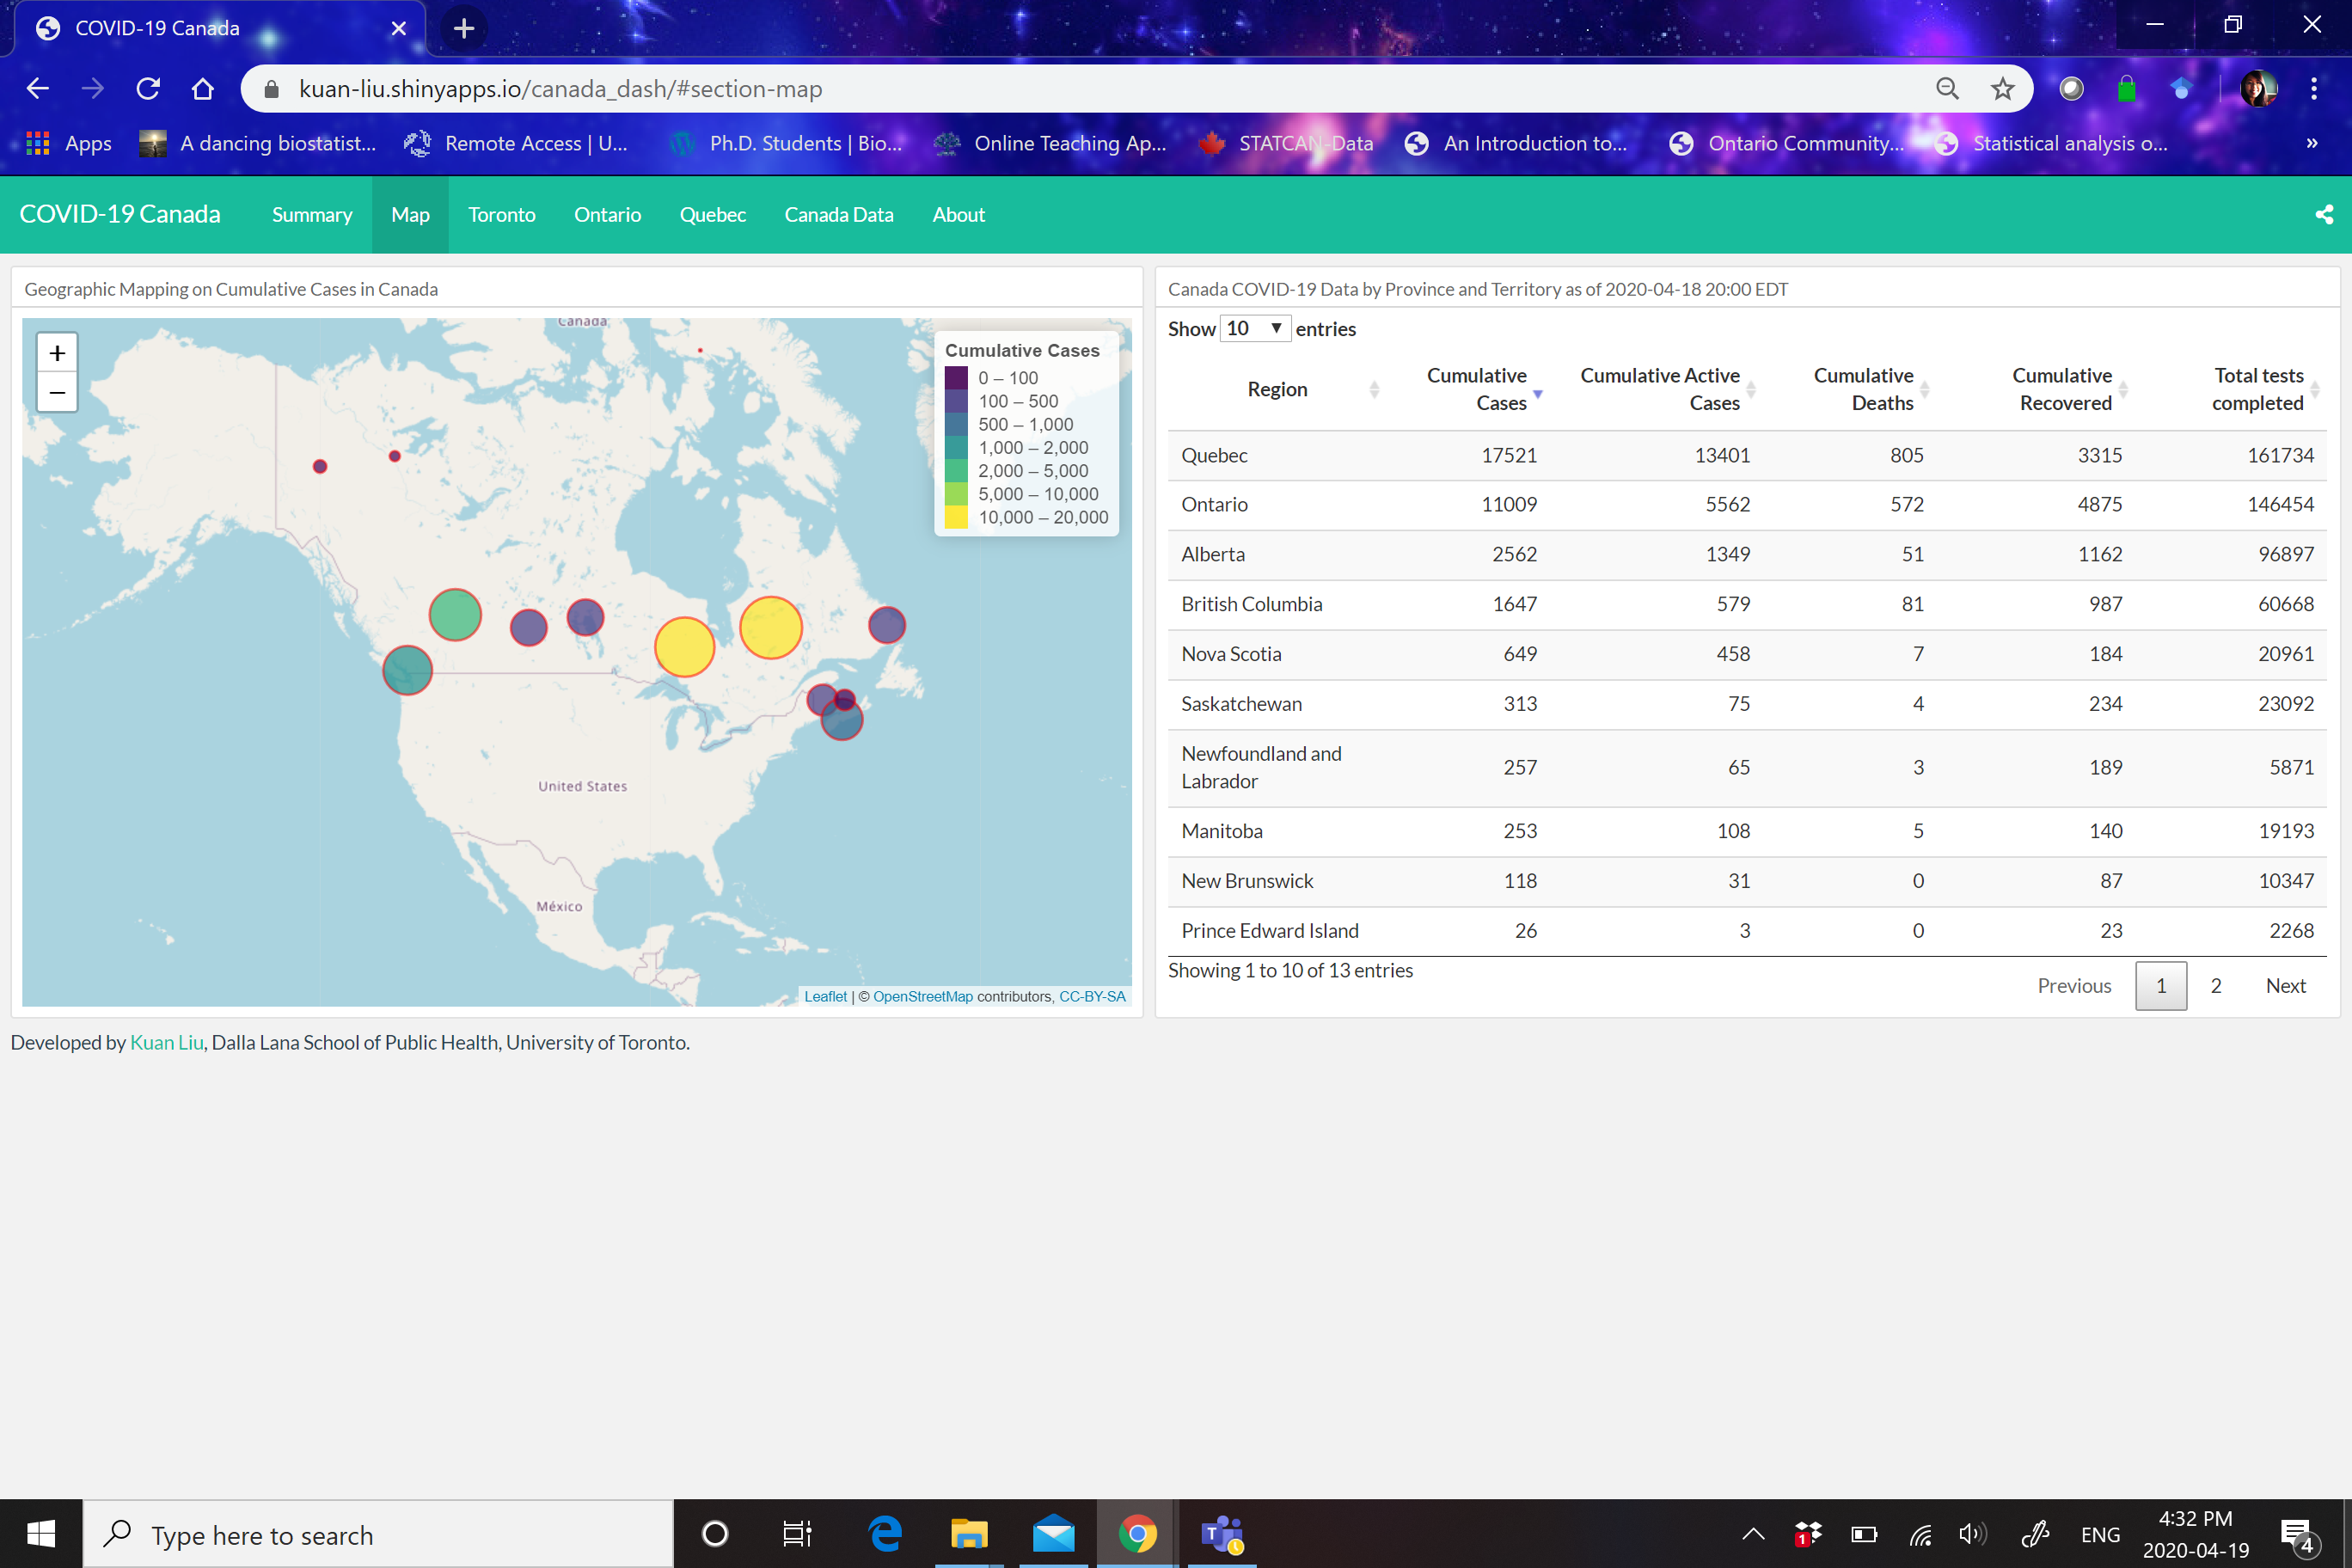 COVID-19 Canada
kuan-liu.shinyapps.io/canada_dash/#section-map
Apps A dancing biostatist... Remote Access | U... Ph.D. Students | Bio... Online Teaching Ap... STATCAN-Data An Introduction to... Ontario Community... Statistical analysis o... »
COVID-19 Canada Summary Map Toronto Ontario Quebec Canada Data About
Geographic Mapping on Cumulative Cases in Canada
+
−
Canada
United States
México
Cumulative Cases
0 – 100
100 – 500
500 – 1,000
1,000 – 2,000
2,000 – 5,000
5,000 – 10,000
10,000 – 20,000
Leaflet | © OpenStreetMap contributors, CC-BY-SA
Canada COVID-19 Data by Province and Territory as of 2020-04-18 20:00 EDT
Show 10 entries
Region Cumulative Cases Cumulative Active Cases Cumulative Deaths Cumulative Recovered Total tests completed
Quebec 17521 13401 805 3315 161734
Ontario 11009 5562 572 4875 146454
Alberta 2562 1349 51 1162 96897
British Columbia 1647 579 81 987 60668
Nova Scotia 649 458 7 184 20961
Saskatchewan 313 75 4 234 23092
Newfoundland and Labrador 257 65 3 189 5871
Manitoba 253 108 5 140 19193
New Brunswick 118 31 0 87 10347
Prince Edward Island 26 3 0 23 2268
Showing 1 to 10 of 13 entries
Previous 1 2 Next
Developed by Kuan Liu, Dalla Lana School of Public Health, University of Toronto.
Type here to search
1
ENG
4:32 PM
2020-04-19
4